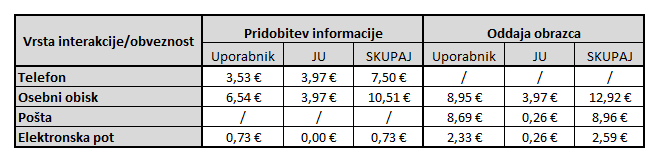 Vrsta interakcije/obveznost Pridobitev informacije Oddaja obrazca
Uporabnik JU SKUPAJ Uporabnik JU SKUPAJ
Telefon 3,53 € 3,97 € 7,50 € / / /
Osebni obisk 6,54 € 3,97 € 10,51 € 8,95 € 3,97 € 12,92 €
Pošta / / / 8,69 € 0,26 € 8,96 €
Elektronska pot 0,73 € 0,00 € 0,73 € 2,33 € 0,26 € 2,59 €